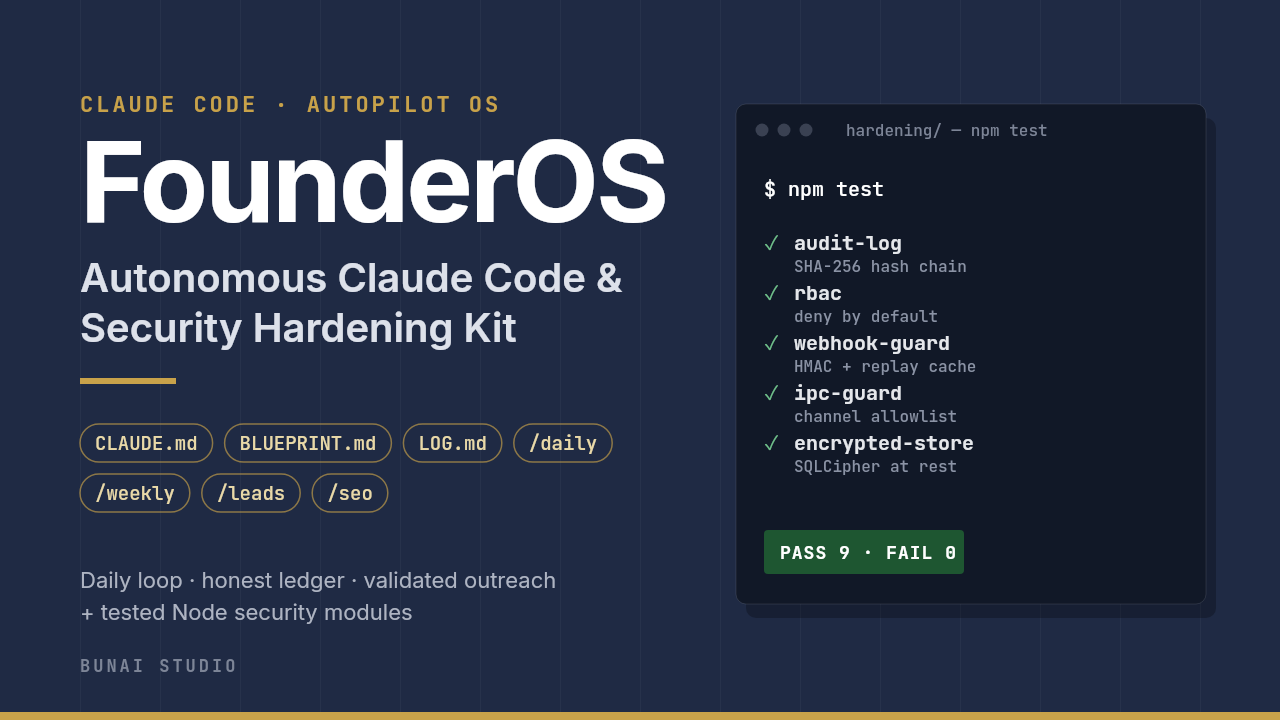 CLAUDE CODE · AUTOPILOT OS
FounderOS
Autonomous Claude Code &
Security Hardening Kit
CLAUDE.md BLUEPRINT.md LOG.md /daily
/weekly /leads /seo
Daily loop · honest ledger · validated outreach
+ tested Node security modules
BUNAI STUDIO
hardening/ — npm test
$ npm test
✓ audit-log
SHA-256 hash chain
✓ rbac
deny by default
✓ webhook-guard
HMAC + replay cache
✓ ipc-guard
channel allowlist
✓ encrypted-store
SQLCipher at rest
PASS 9 · FAIL 0